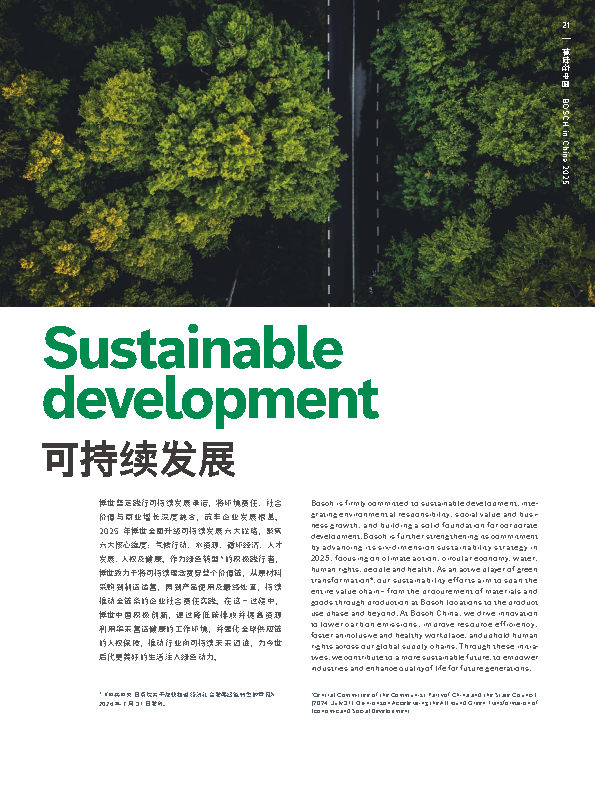 21
博世在中国 BOSCH in China 2025
Sustainable
development
可持续发展
博世坚定践行可持续发展承诺，将环境责任、社会
价值与商业增长深度融合，筑牢企业发展根基。
2025 年博世全面升级可持续发展六大战略，聚焦
六大核心维度：气候行动、水资源、循环经济、人才
发展、人权及健康。作为绿色转型*的积极践行者，
博世致力于将可持续理念贯穿整个价值链，从原材料
采购到制造运营，再到产品使用及最终处置，持续
推动全链条的企业社会责任实践。在这一过程中，
博世中国积极创新，通过降低碳排放并提高资源
利用率来营造健康的工作环境，并强化全球供应链
的人权保障，推动行业向可持续未来迈进，为今世
后代更美好的生活注入绿色动力。
Bosch is firmly committed to sustainable development, inte-
grating environmental responsibility, social value and busi-
ness growth, and building a solid foundation for corporate
development. Bosch is further strengthening its commitment
by advancing its six-dimension sustainability strategy in
2025, focusing on climate action, circular economy, water,
human rights, people and health. As an active player of green
transformation*, our sustainability efforts aim to span the
entire value chain – from the procurement of materials and
goods through production at Bosch locations to the product
use phase and beyond. At Bosch China, we drive innovation
to lower carbon emissions, improve resource efficiency,
foster an inclusive and healthy workplace, and uphold human
rights across our global supply chains. Through these initia-
tives, we contribute to a more sustainable future, to empower
industries and enhance quality of life for future generations.
*《中共中央 国务院关于加快经济社会发展全面绿色转型的意见》
2024年 7 月 31 日发布。
*Central Committee of the Communist Party of China and the State Council.
(2024, July 31). Opinions on Accelerating the All-round Green Transformation of
Economic and Social Development.